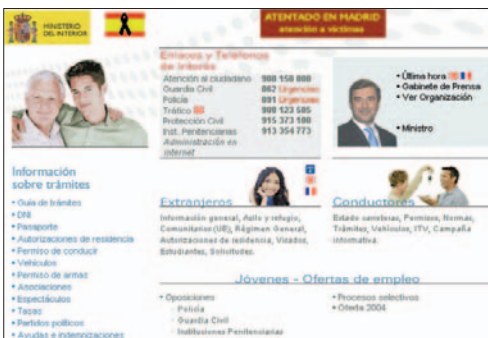 MINISTERIO
DEL INTERIOR
ATENTADO EN MADRID
atención a víctimas
Enlaces y Teléfonos
de interés
Atención al ciudadano 900 150 000
Guardia Civil 062 Urgencias
Policía 091 Urgencias
Tráfico 900 123 505
Protección Civil 915 373 100
Inst. Penitenciarias 913 354 773
Administración en
internet
• Última hora
• Gabinete de Prensa
• Ver Organización
• Ministro
Información
sobre trámites
• Guía de trámites
• DNI
• Pasaporte
• Autorizaciones de residencia
• Permiso de conducir
• Vehículos
• Permiso de armas
• Asociaciones
• Espectáculos
• Tasas
• Partidos políticos
• Ayudas e indemnizaciones
Extranjeros
Información general, Asilo y refugio,
Comunitarios (UE), Régimen General,
Autorizaciones de residencia, Visados,
Estudiantes, Solicitudes.
Conductores
Estado carreteras, Permisos, Normas,
Trámites, Vehículos, ITV, Campaña
informativa.
Jóvenes - Ofertas de empleo
• Oposiciones
Policía
Guardia Civil
Instituciones Penitenciarias
• Procesos selectivos
• Oferta 2004